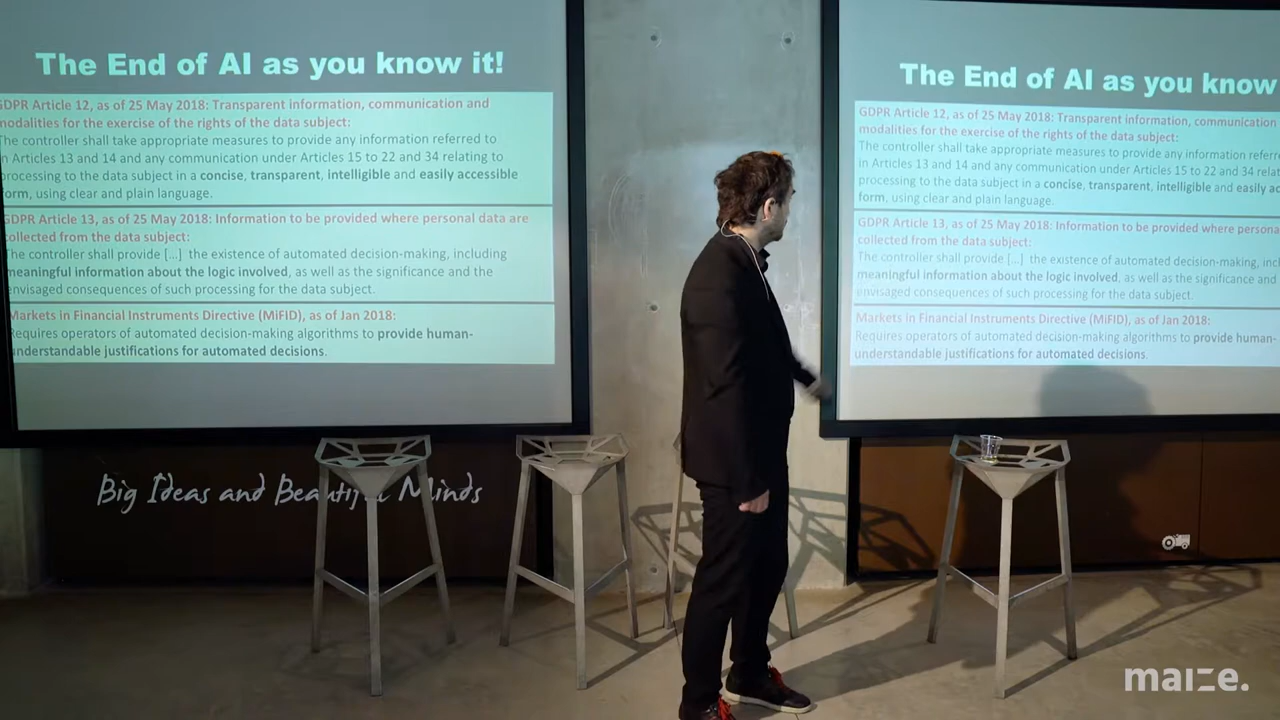 The End of AI as you know it!
GDPR Article 12, as of 25 May 2018: Transparent information, communication and
modalities for the exercise of the rights of the data subject:
The controller shall take appropriate measures to provide any information referred to
in Articles 13 and 14 and any communication under Articles 15 to 22 and 34 relating to
processing to the data subject in a concise, transparent, intelligible and easily accessible
form, using clear and plain language.
GDPR Article 13, as of 25 May 2018: Information to be provided where personal data are
collected from the data subject:
The controller shall provide [...] the existence of automated decision-making, including
meaningful information about the logic involved, as well as the significance and the
envisaged consequences of such processing for the data subject.
Markets in Financial Instruments Directive (MiFID), as of Jan 2018:
Requires operators of automated decision-making algorithms to provide human-
understandable justifications for automated decisions.
The End of AI as you know
GDPR Article 12, as of 25 May 2018: Transparent information, communication
modalities for the exercise of the rights of the data subject:
The controller shall take appropriate measures to provide any information referre
in Articles 13 and 14 and any communication under Articles 15 to 22 and 34 relat
processing to the data subject in a concise, transparent, intelligible and easily ac
form, using clear and plain language.
GDPR Article 13, as of 25 May 2018: Information to be provided where persona
collected from the data subject:
The controller shall provide [...] the existence of automated decision-making, incl
meaningful information about the logic involved, as well as the significance and
envisaged consequences of such processing for the data subject.
Markets in Financial Instruments Directive (MiFID), as of Jan 2018:
Requires operators of automated decision-making algorithms to provide human-
understandable justifications for automated decisions.
Big Ideas and Beautiful Minds
maize.